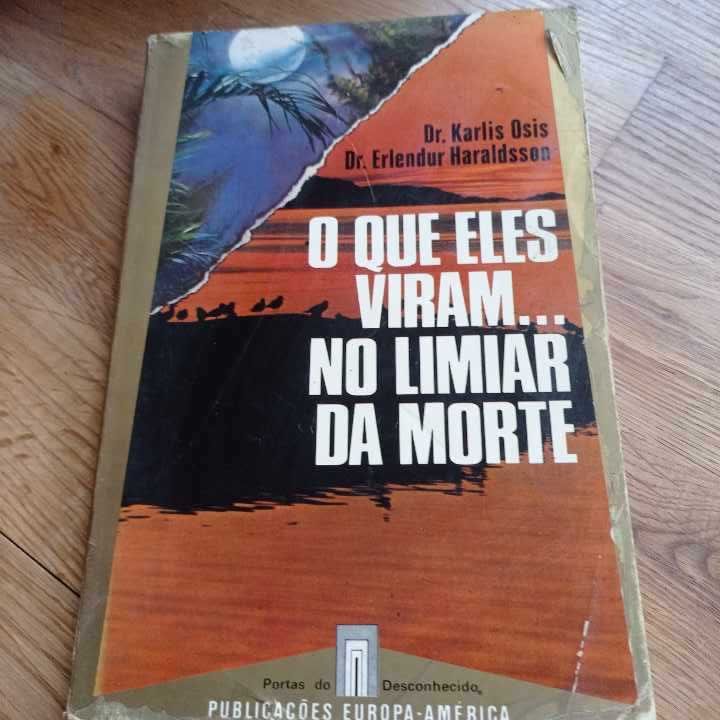 Dr. Karlis Osis
Dr. Erlendur Haraldsson
O QUE ELES
VIRAM...
NO LIMIAR
DA MORTE
Portas do Desconhecido
PUBLICAÇÕES EUROPA-AMÉRICA